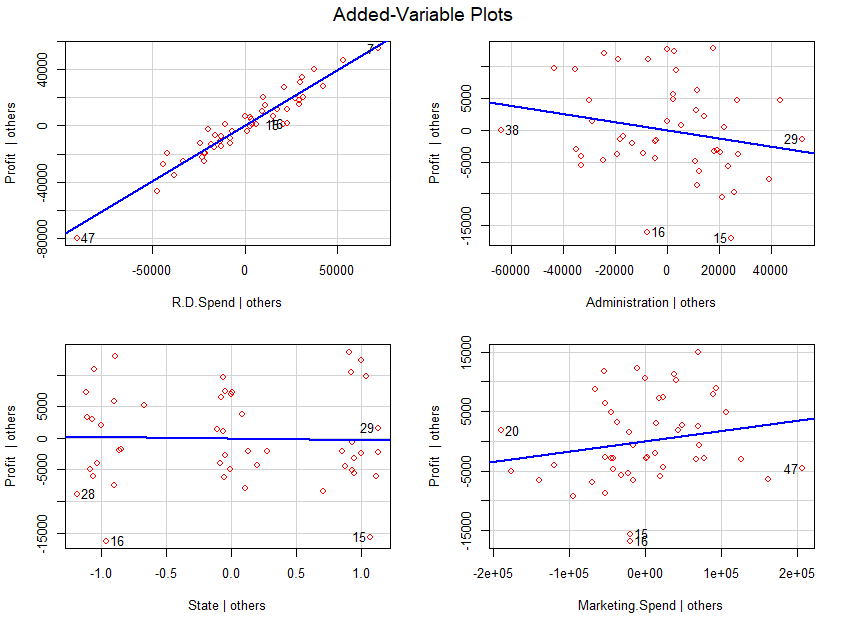 Added-Variable Plots
Profit | others
-80000 -40000 0 40000
7
1516
47
-50000 0 50000
R.D.Spend | others
Profit | others
-15000 -5000 0 5000
38
29
16
15
-60000 -40000 -20000 0 20000 40000
Administration | others
Profit | others
-15000 -5000 0 5000
29
28
16
15
-1.0 -0.5 0.0 0.5 1.0
State | others
Profit | others
-15000 -5000 0 5000 15000
20
47
15
16
-2e+05 -1e+05 0e+00 1e+05 2e+05
Marketing.Spend | others